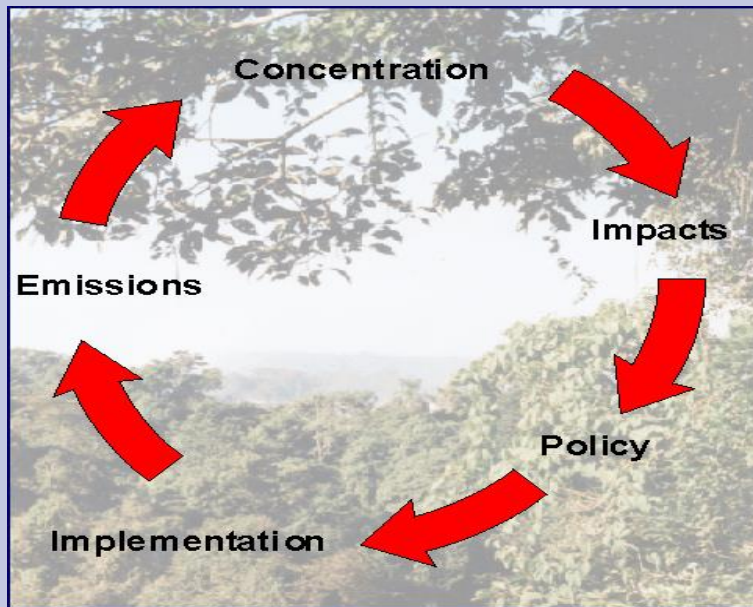 Concentration
Impacts
Policy
Implementation
Emissions